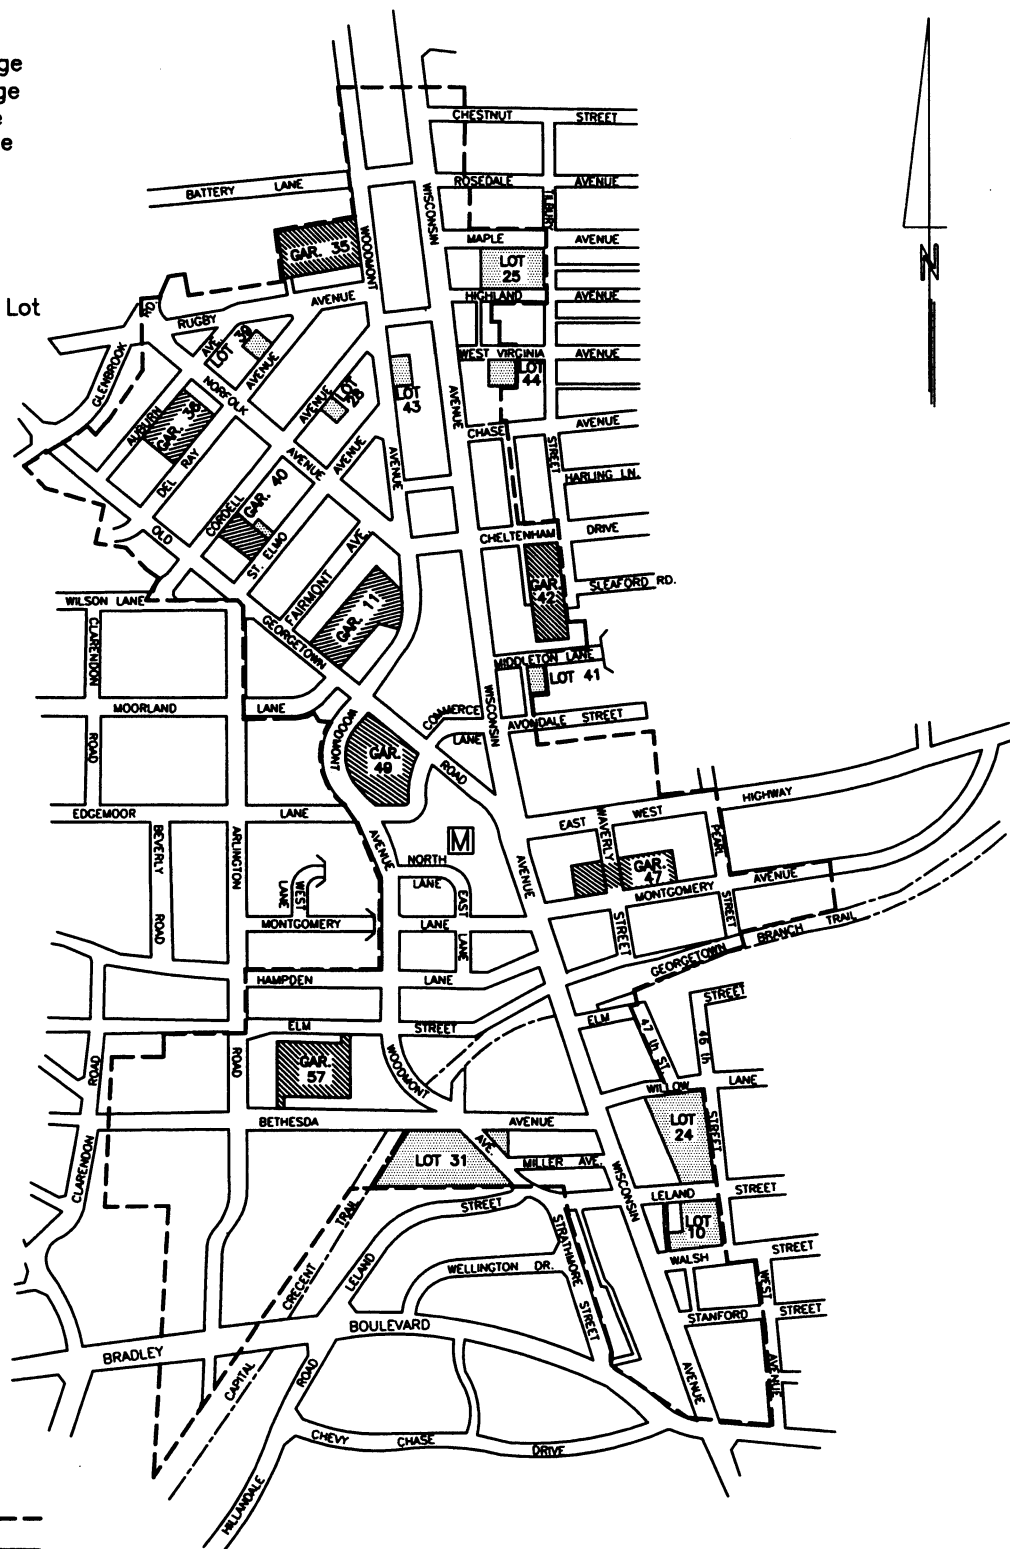 ge
ge
e
e
Lot
N
CHESTNUT STREET
BATTERY LANE
ROSEDALE AVENUE
WISCONSIN
TILBURY
WOODMONT
GAR. 35
MAPLE AVENUE
LOT
25
HIGHLAND AVENUE
RUGBY AVENUE
AVE.
LOT 39
AVENUE
WEST VIRGINIA AVENUE
LOT
44
GLENBROOK
NORFOLK
AVENUE
LOT
28
LOT
43
AVENUE
AUBURN
GAR. 36
CHASE AVENUE
DEL RAY
AVENUE
AVENUE
AVENUE
STREET
HARLING LN.
CORDELL
GAR. 40
OLD
ST. ELMO
CHELTENHAM DRIVE
FAIRMONT AVE.
GAR.
42
SLEAFORD RD.
WILSON LANE
GAR. 11
CLARENDON
GEORGETOWN
MIDDLETON LANE
LOT 41
MOORLAND LANE
WOODMONT
COMMERCE
LANE
WISCONSIN
AVONDALE STREET
ROAD
GAR.
49
ROAD
EDGEMOOR LANE
EAST WEST HIGHWAY
WAVERLY
PEARL
BEVERLY
ARLINGTON
AVENUE
M
NORTH
LANE
AVENUE
GAR.
47
MONTGOMERY AVENUE
WEST
LANE
EAST
LANE
MONTGOMERY LANE
STREET
STREET
ROAD
GEORGETOWN BRANCH TRAIL
HAMPDEN LANE
STREET
ELM STREET
ELM
47 th ST.
46 th
ROAD
ROAD
GAR.
57
WOODMONT
WILLOW LANE
BETHESDA AVENUE
LOT
24
STREET
CLARENDON
AVE.
LOT 31
MILLER AVE.
WISCONSIN
LELAND STREET
TRAIL
STREET
STRATHMORE
LOT
10
CRECENT
LELAND
WELLINGTON DR.
WALSH STREET
WEST
STREET
STANFORD STREET
BRADLEY BOULEVARD
CAPITAL
ROAD
AVENUE
AVENUE
CHEVY CHASE DRIVE
HILLANDALE